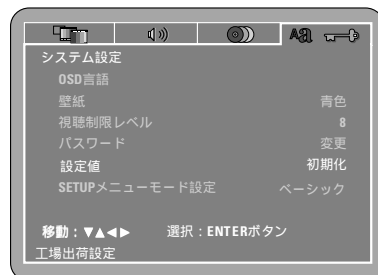 Aあ
システム設定
OSD言語
壁紙 青色
視聴制限レベル 8
パスワード 変更
設定値 初期化
SETUPメニューモード設定 ベーシック
移動：▼▲◀▶ 選択：ENTERボタン
工場出荷設定